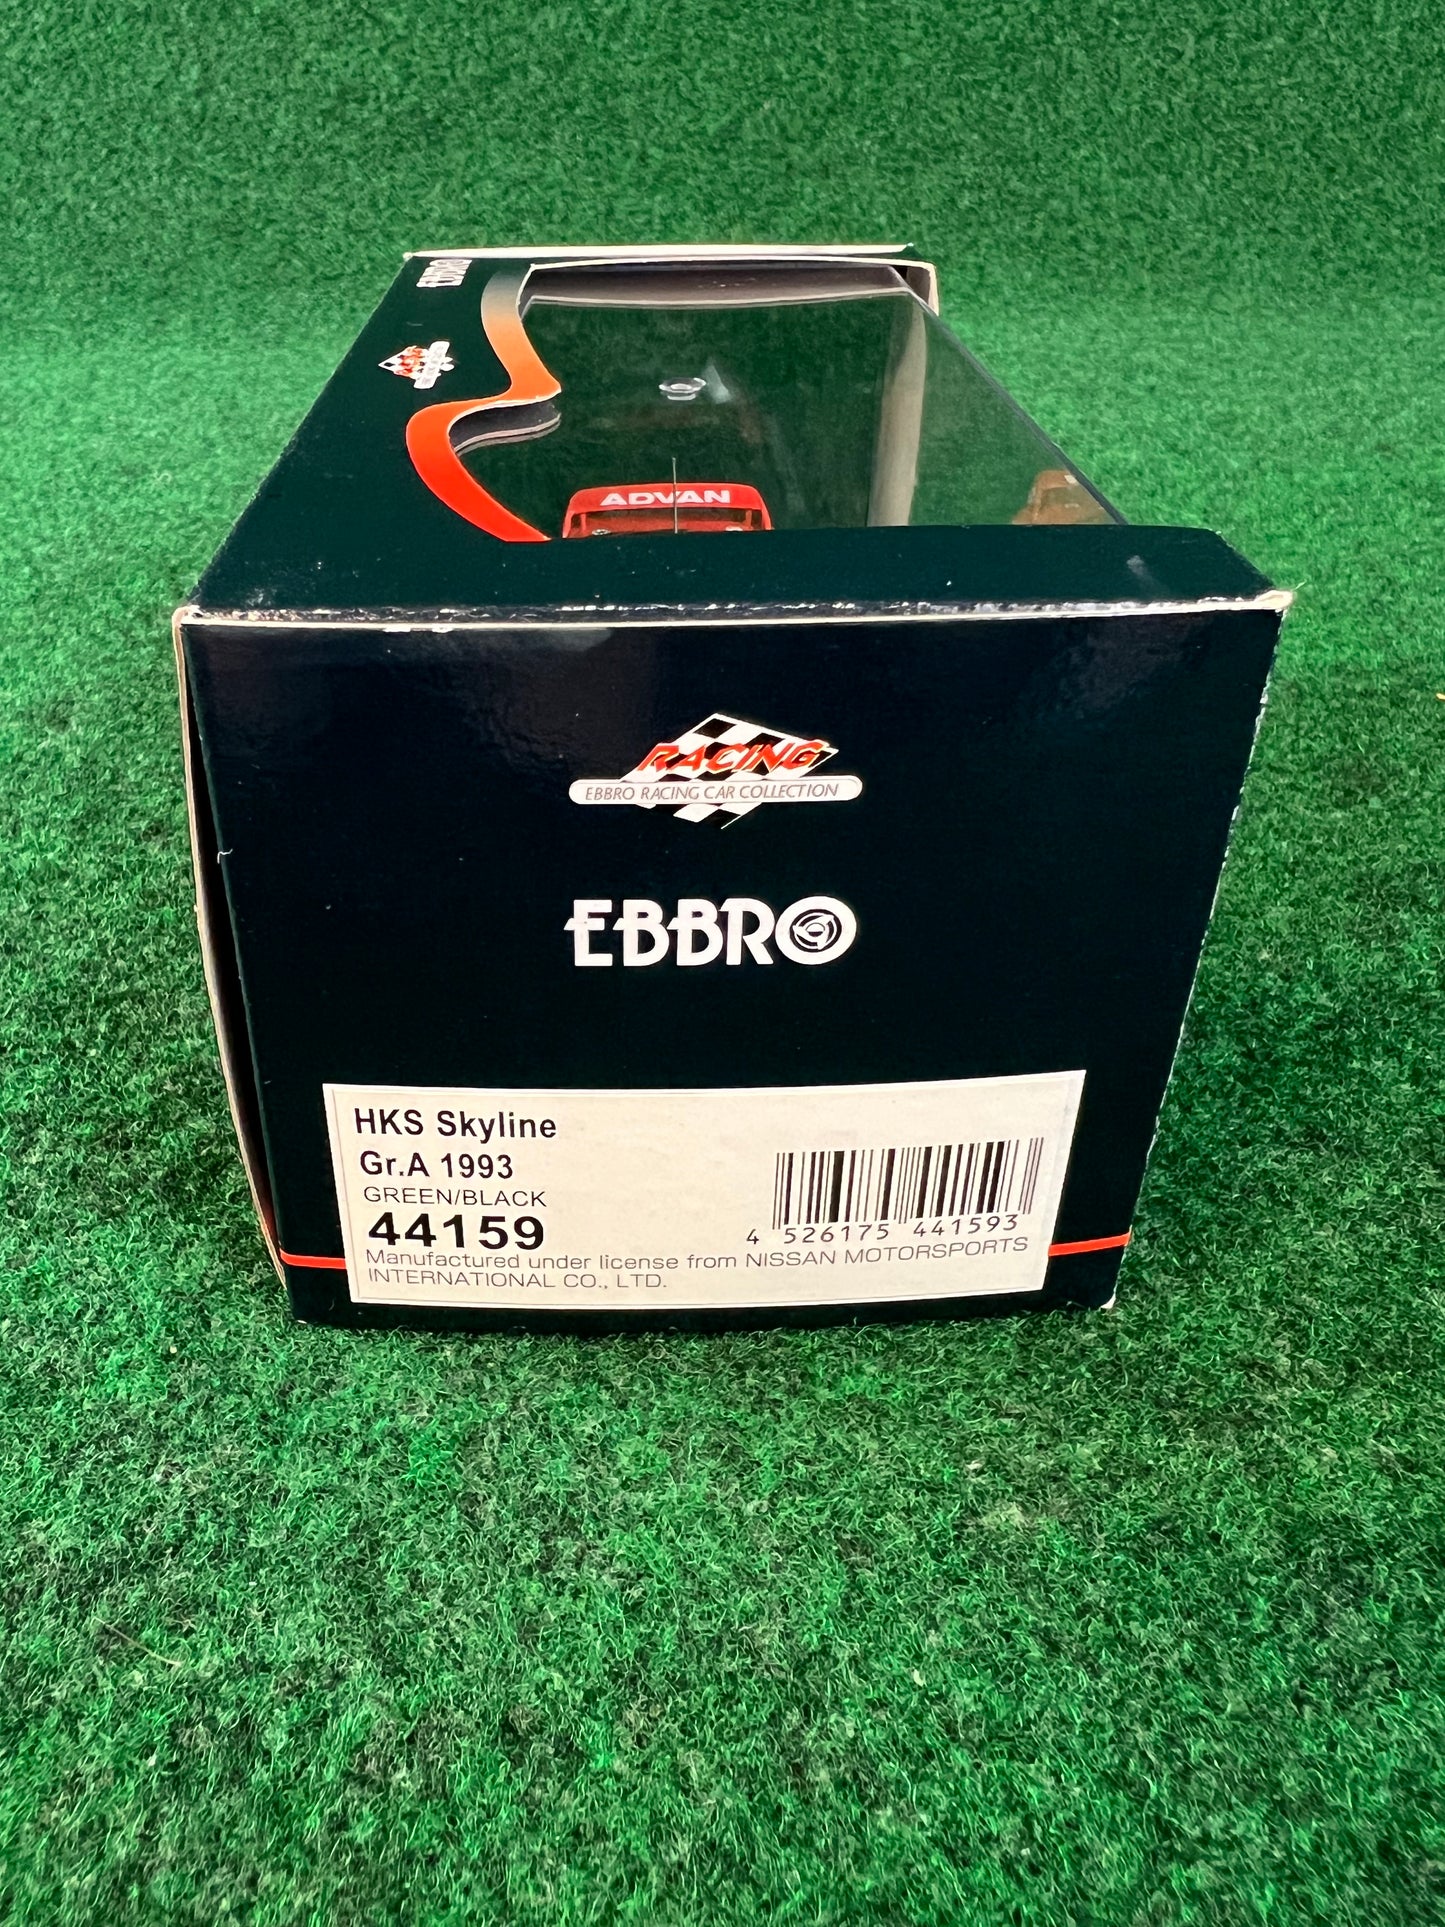 EBBRO
ADVAN
RACING
EBBRO RACING CAR COLLECTION
EBBRO
HKS Skyline
Gr.A 1993
GREEN/BLACK
44159
4 526175 441593
Manufactured under license from NISSAN MOTORSPORTS
INTERNATIONAL CO., LTD.